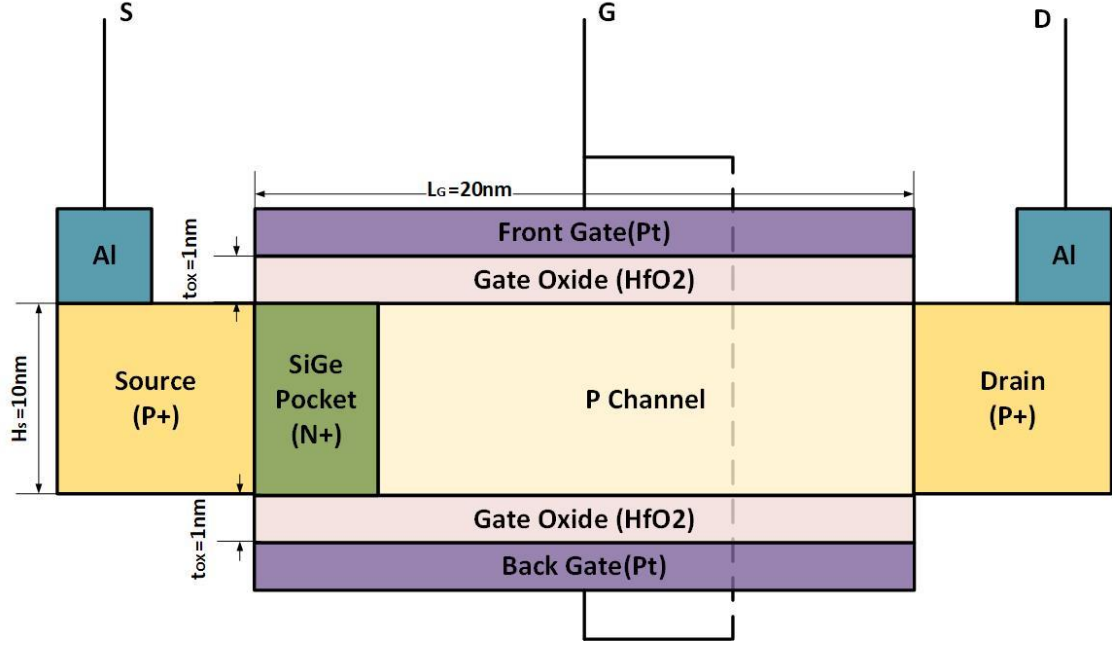 S
G
D
LG=20nm
Front Gate(Pt)
Al
Al
tox=1nm
Gate Oxide (HfO2)
Hs=10nm
Source
(P+)
SiGe
Pocket
(N+)
P Channel
Drain
(P+)
tox=1nm
Gate Oxide (HfO2)
Back Gate(Pt)